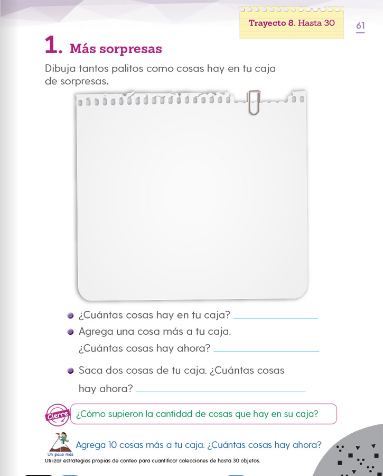 Trayecto 8. Hasta 30
61
1. Más sorpresas
Dibuja tantos palitos como cosas hay en tu caja
de sorpresas.
¿Cuántas cosas hay en tu caja?
Agrega una cosa más a tu caja.
¿Cuántas cosas hay ahora?
Saca dos cosas de tu caja. ¿Cuántas cosas
hay ahora?
Cierre
¿Cómo supieron la cantidad de cosas que hay en su caja?
Un paso más
Agrega 10 cosas más a tu caja. ¿Cuántas cosas hay ahora?
Utilizar estrategias propias de conteo para cuantificar colecciones de hasta 30 objetos.